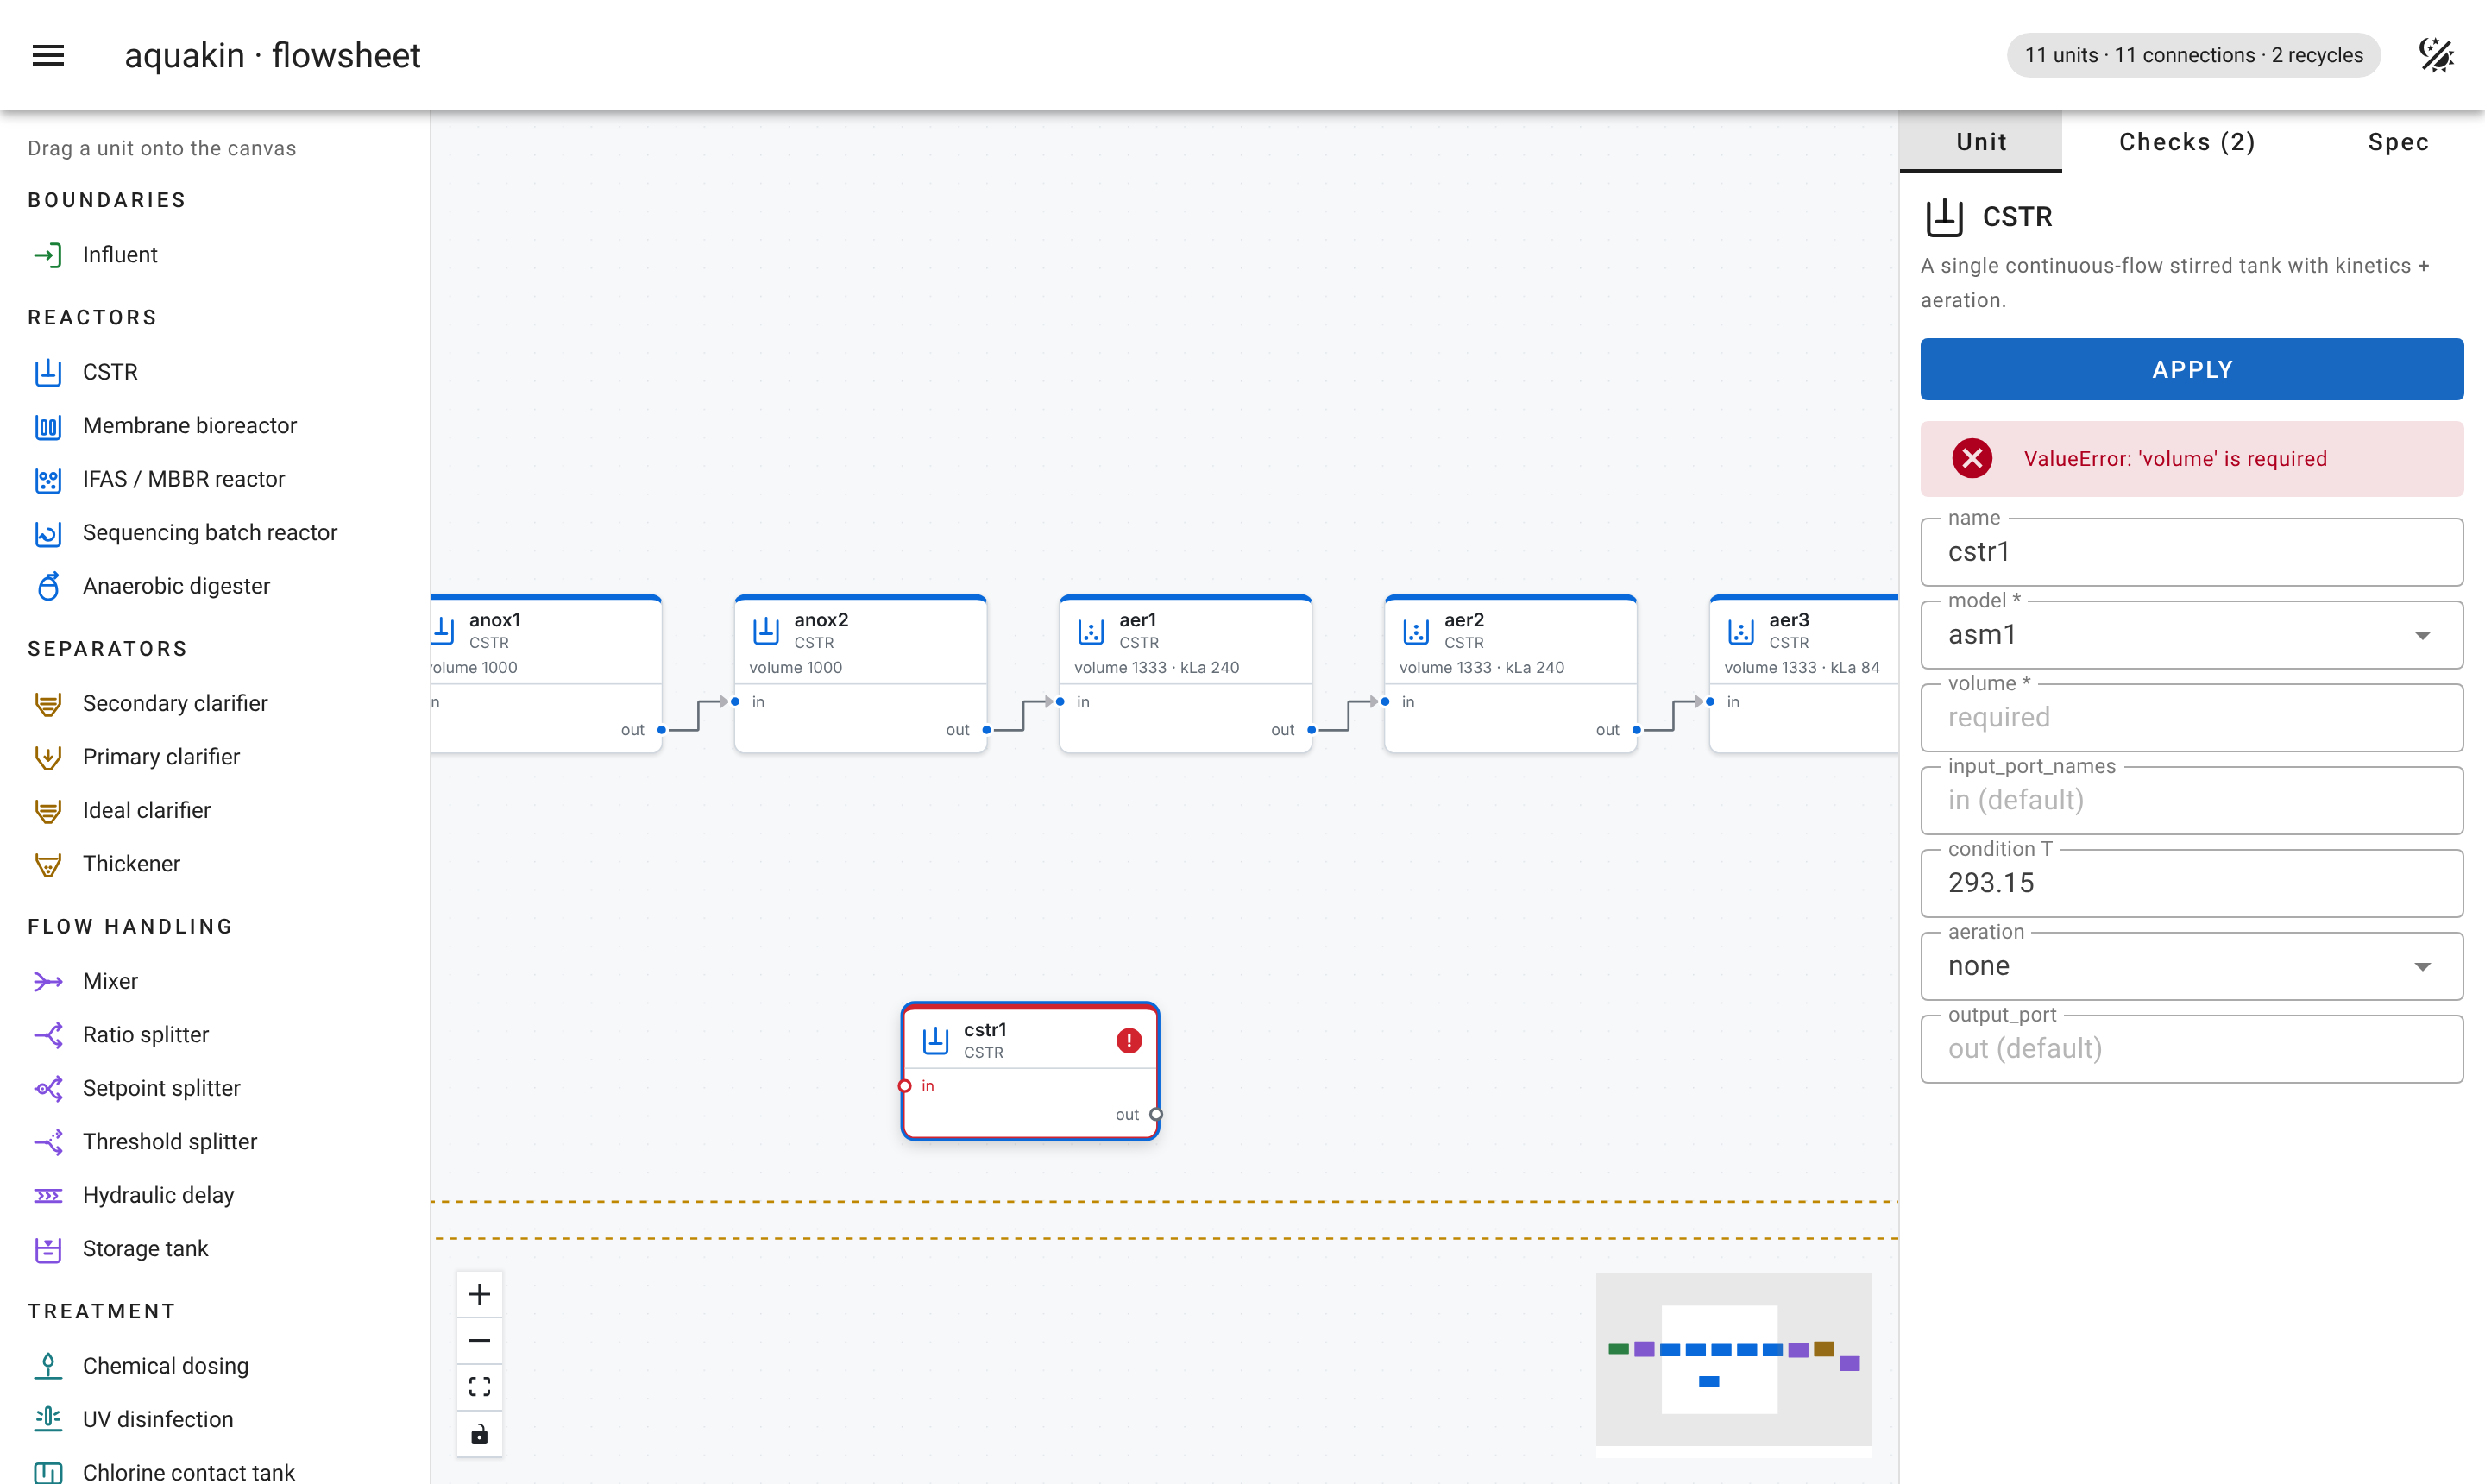 aquakin · flowsheet
11 units · 11 connections · 2 recycles
Drag a unit onto the canvas
BOUNDARIES
Influent
REACTORS
CSTR
Membrane bioreactor
IFAS / MBBR reactor
Sequencing batch reactor
Anaerobic digester
SEPARATORS
Secondary clarifier
Primary clarifier
Ideal clarifier
Thickener
FLOW HANDLING
Mixer
Ratio splitter
Setpoint splitter
Threshold splitter
Hydraulic delay
Storage tank
TREATMENT
Chemical dosing
UV disinfection
Chlorine contact tank
anox1
CSTR
volume 1000
n
out
anox2
CSTR
volume 1000
in
out
aer1
CSTR
volume 1333 · kLa 240
in
out
aer2
CSTR
volume 1333 · kLa 240
in
out
aer3
CSTR
volume 1333 · kLa 84
in
cstr1
CSTR
in
out
Unit
Checks (2)
Spec
CSTR
A single continuous-flow stirred tank with kinetics +
aeration.
APPLY
ValueError: 'volume' is required
name
cstr1
model *
asm1
volume *
required
input_port_names
in (default)
condition T
293.15
aeration
none
output_port
out (default)